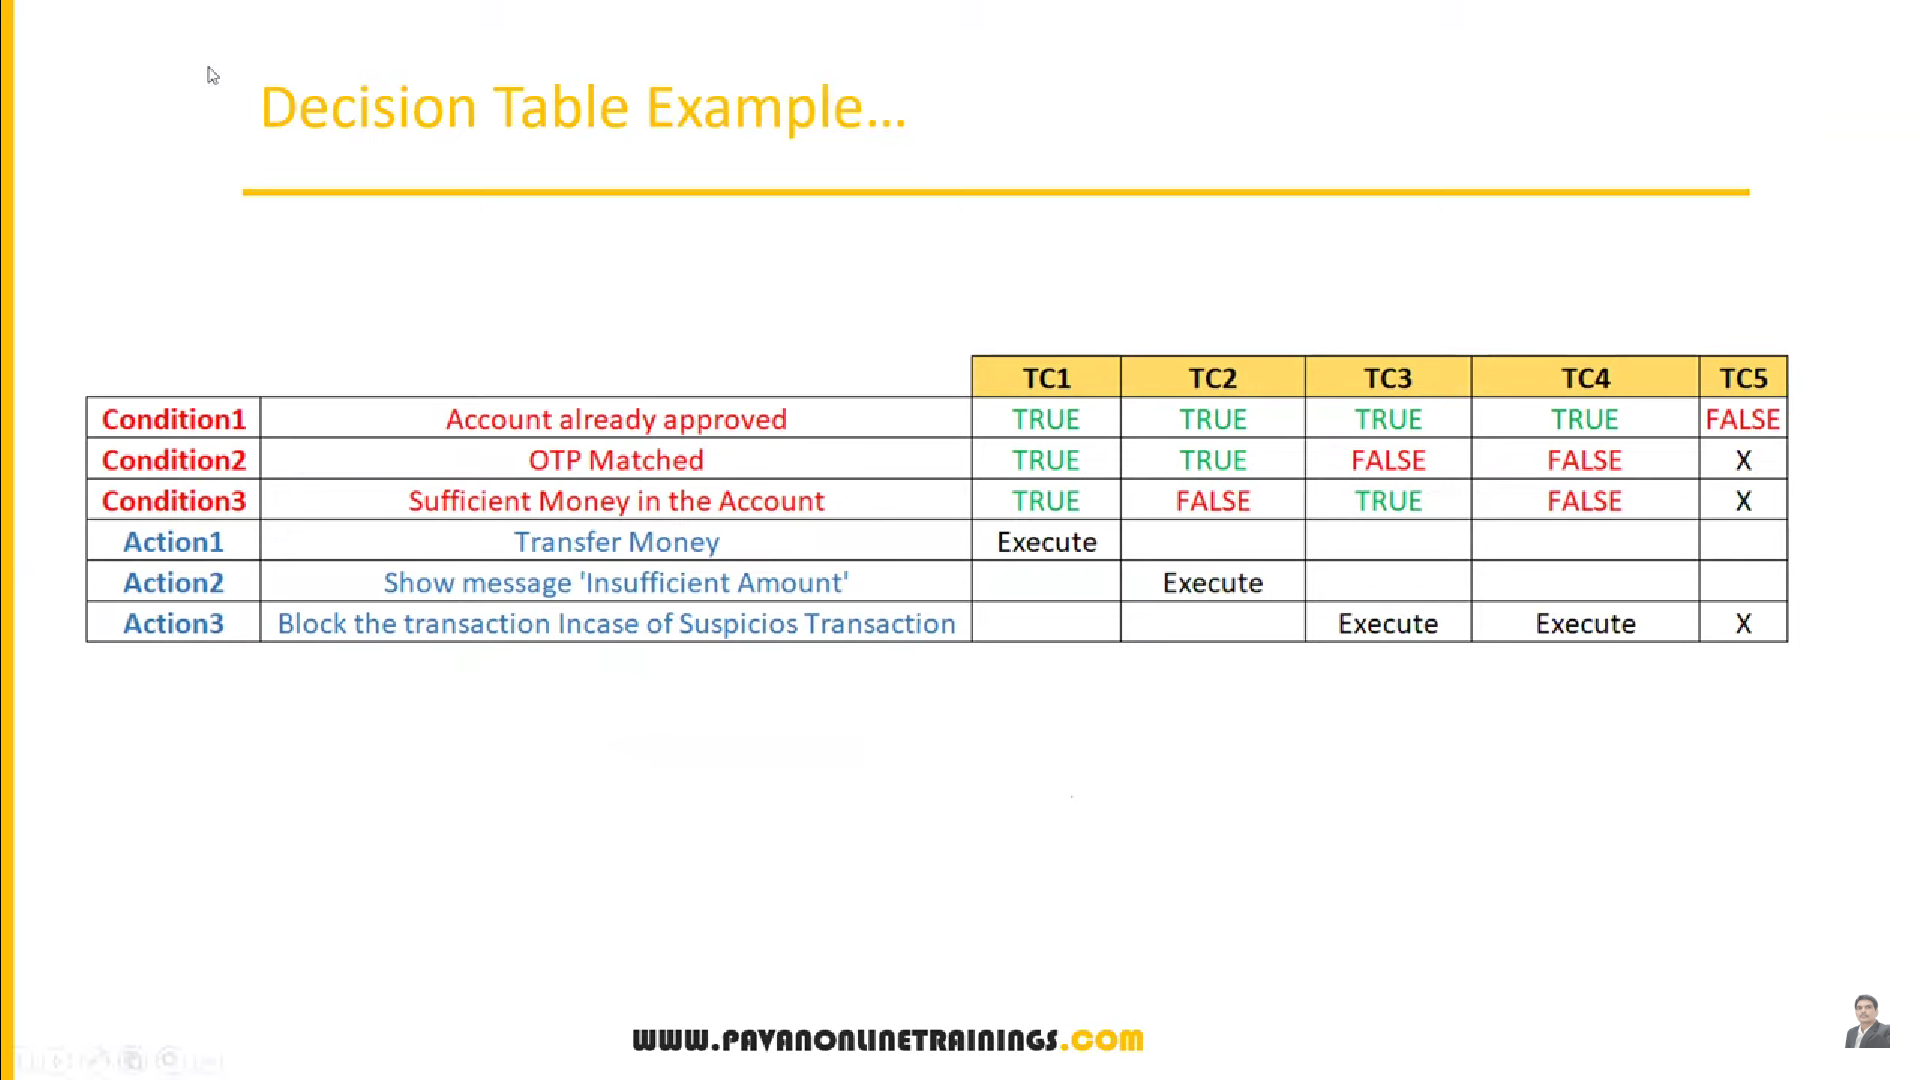 Decision Table Example...
TC1 TC2 TC3 TC4 TC5
Condition1 Account already approved TRUE TRUE TRUE TRUE FALSE
Condition2 OTP Matched TRUE TRUE FALSE FALSE X
Condition3 Sufficient Money in the Account TRUE FALSE TRUE FALSE X
Action1 Transfer Money Execute
Action2 Show message 'Insufficient Amount' Execute
Action3 Block the transaction Incase of Suspicios Transaction Execute Execute X
WWW.PAVANONLINETRAININGS.COM